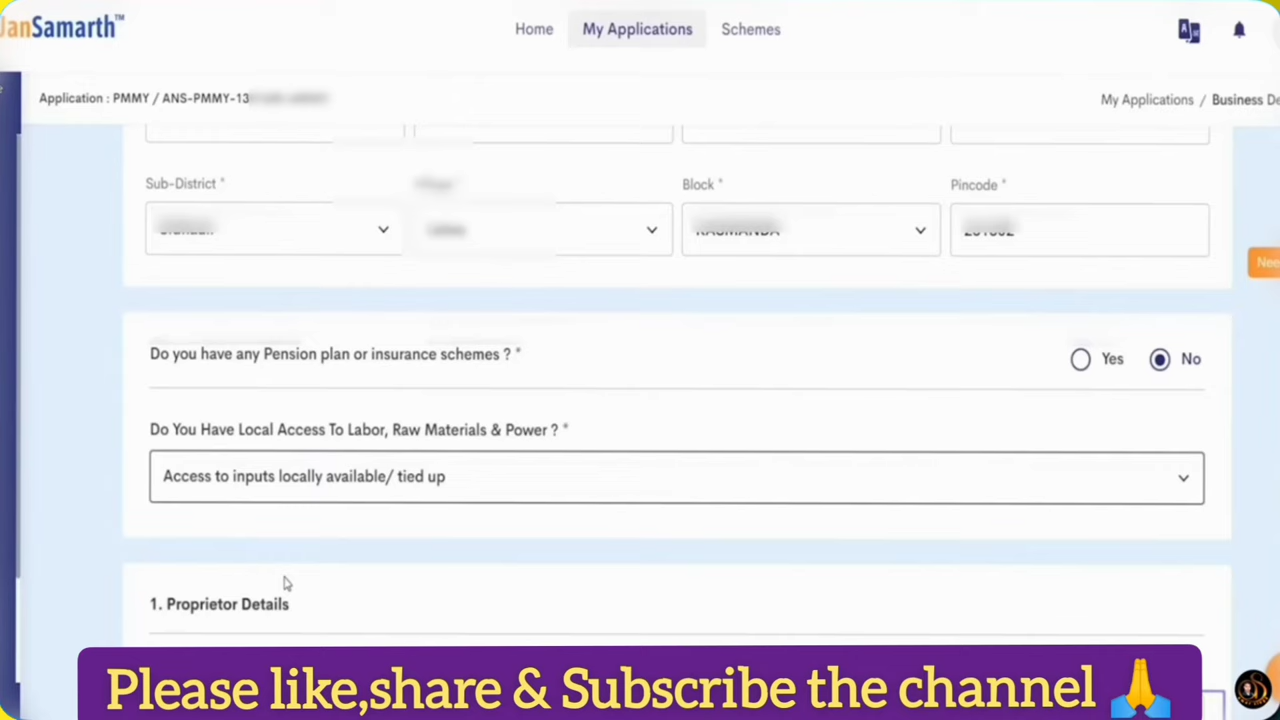 JanSamarth™
Home My Applications Schemes
Application : PMMY / ANS-PMMY-13
My Applications / Business De
Sub-District * Block * Pincode *
Nee
Do you have any Pension plan or insurance schemes ? * Yes No
Do You Have Local Access To Labor, Raw Materials & Power ? *
Access to inputs locally available/ tied up
1. Proprietor Details
Please like,share & Subscribe the channel 🙏